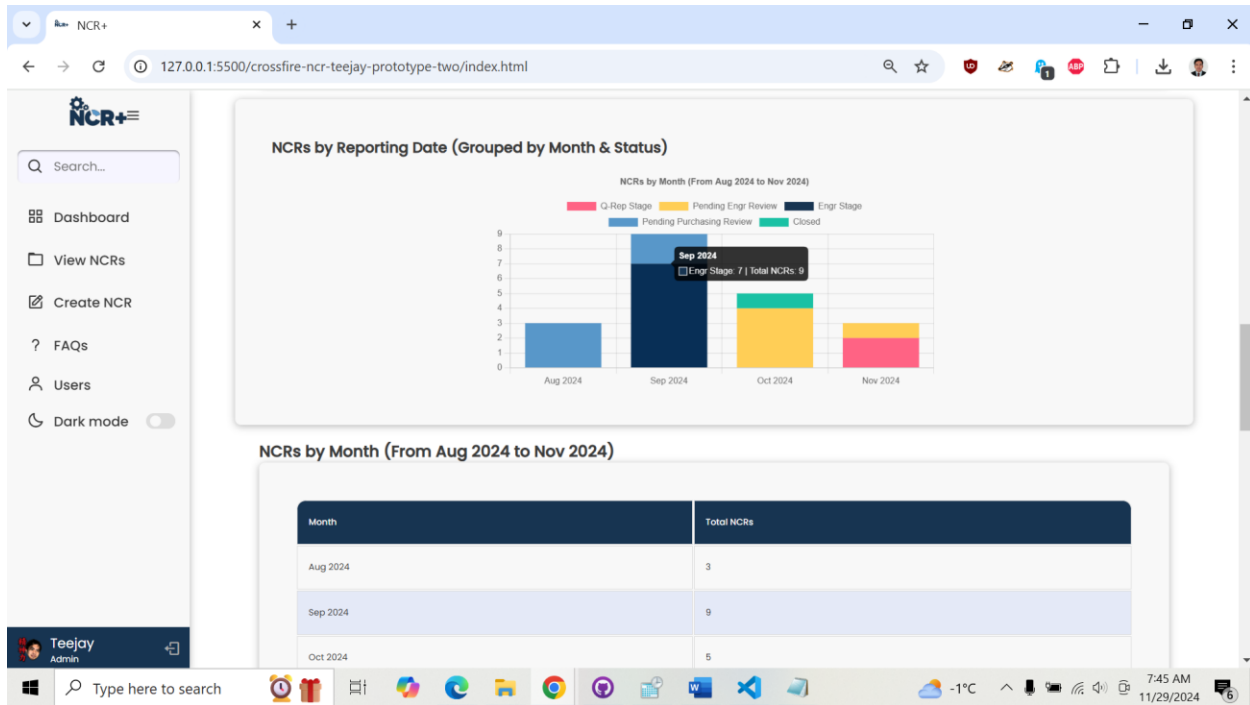 NCR+
127.0.0.1:5500/crossfire-ncr-teejay-prototype-two/index.html
1
ABP
NCR+
Search...
Dashboard
View NCRs
Create NCR
? FAQs
Users
Dark mode
Teejay
Admin
NCRs by Reporting Date (Grouped by Month & Status)
NCRs by Month (From Aug 2024 to Nov 2024)
Q-Rep Stage Pending Engr Review Engr Stage
Pending Purchasing Review Closed
9
8
7
6
5
4
3
2
1
0
Sep 2024
Engr Stage: 7 | Total NCRs: 9
Aug 2024 Sep 2024 Oct 2024 Nov 2024
NCRs by Month (From Aug 2024 to Nov 2024)
Month Total NCRs
Aug 2024 3
Sep 2024 9
Oct 2024 5
Type here to search
-1°C
7:45 AM
11/29/2024
6